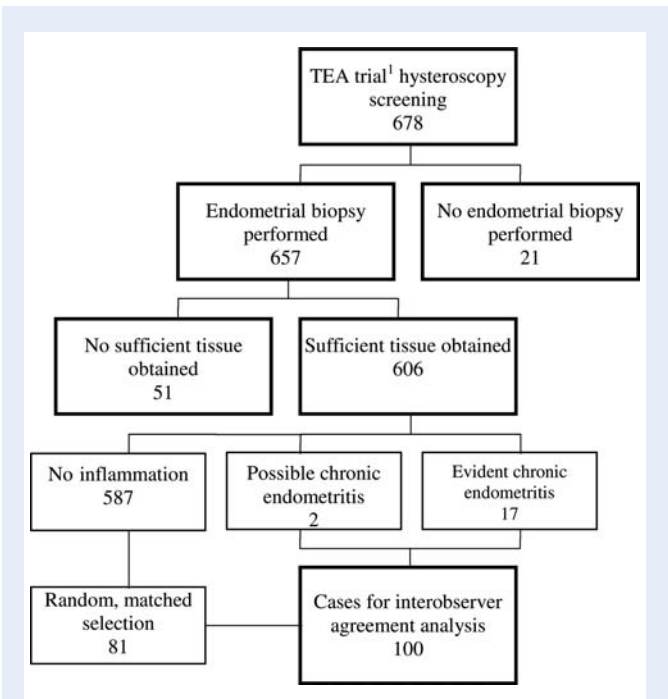 TEA trial¹ hysteroscopy
screening
678
Endometrial biopsy
performed
657
No endometrial biopsy
performed
21
No sufficient tissue
obtained
51
Sufficient tissue obtained
606
No inflammation
587
Possible chronic
endometritis
2
Evident chronic
endometritis
17
Random, matched
selection
81
Cases for interobserver
agreement analysis
100